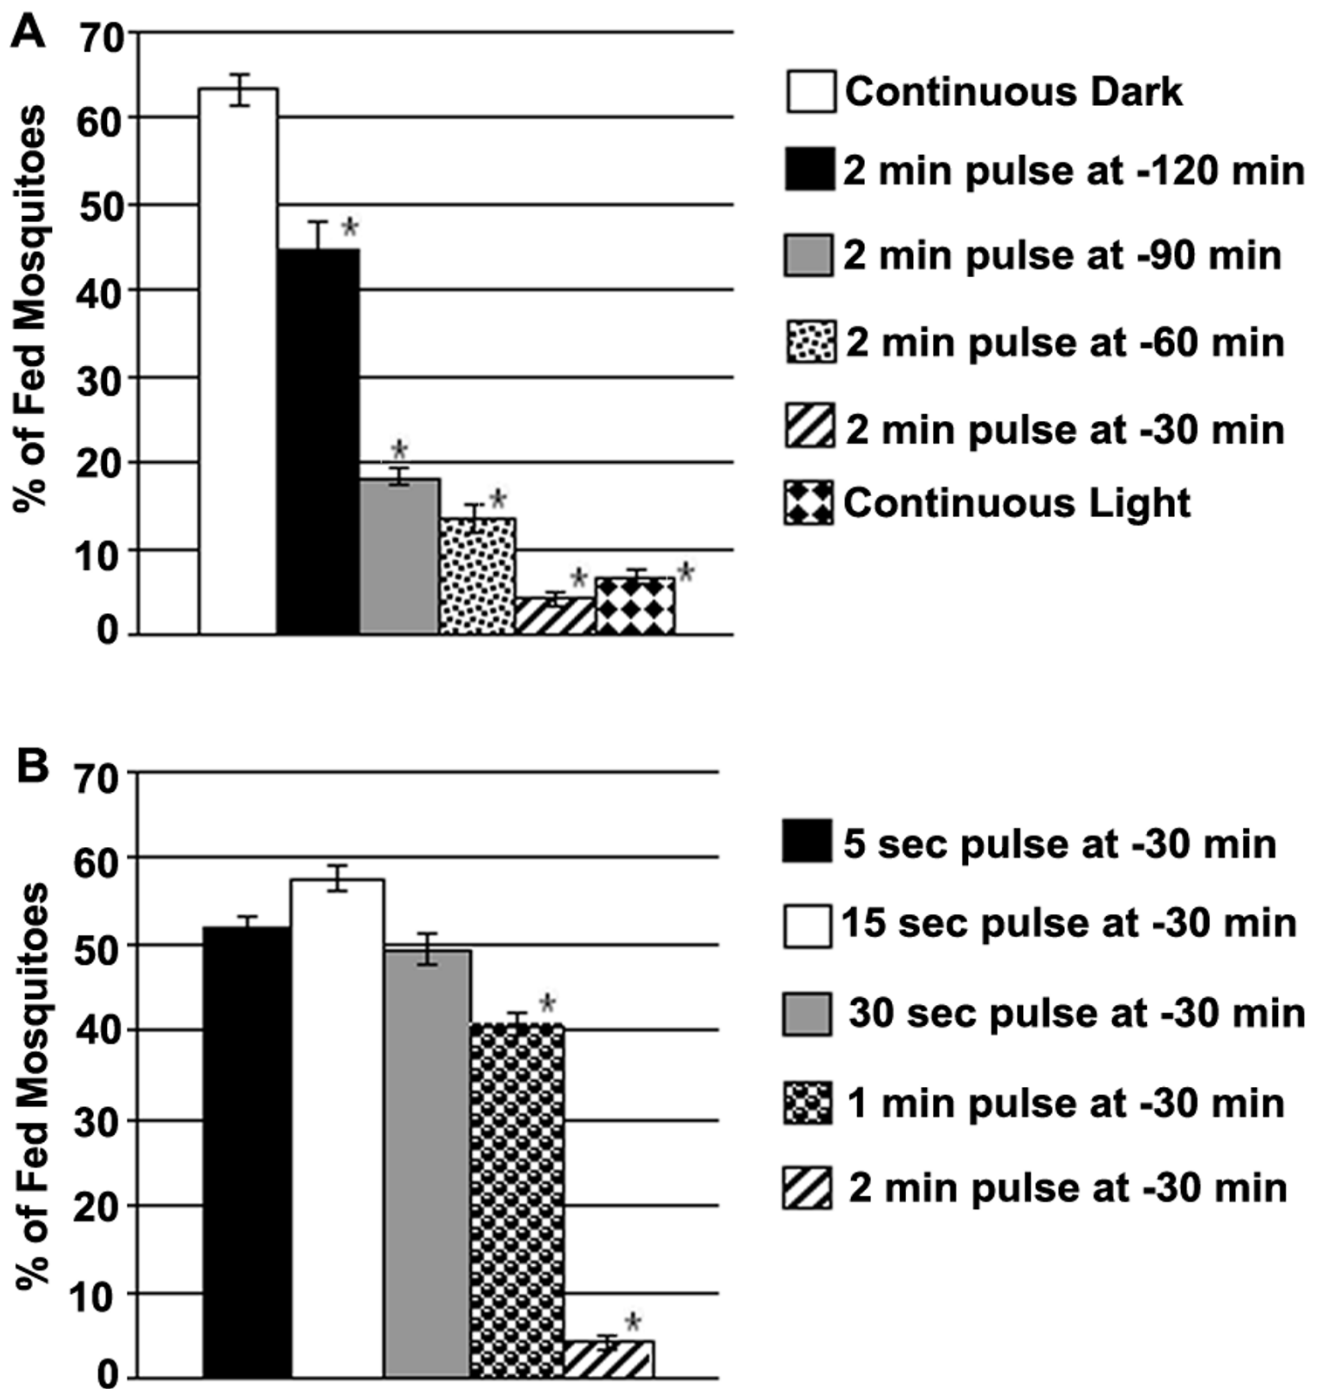 A
70
60
50
40
30
20
10
0
% of Fed Mosquitoes
*
*
*
*
*
Continuous Dark
2 min pulse at -120 min
2 min pulse at -90 min
2 min pulse at -60 min
2 min pulse at -30 min
Continuous Light
B
70
60
50
40
30
20
10
0
% of Fed Mosquitoes
*
*
5 sec pulse at -30 min
15 sec pulse at -30 min
30 sec pulse at -30 min
1 min pulse at -30 min
2 min pulse at -30 min